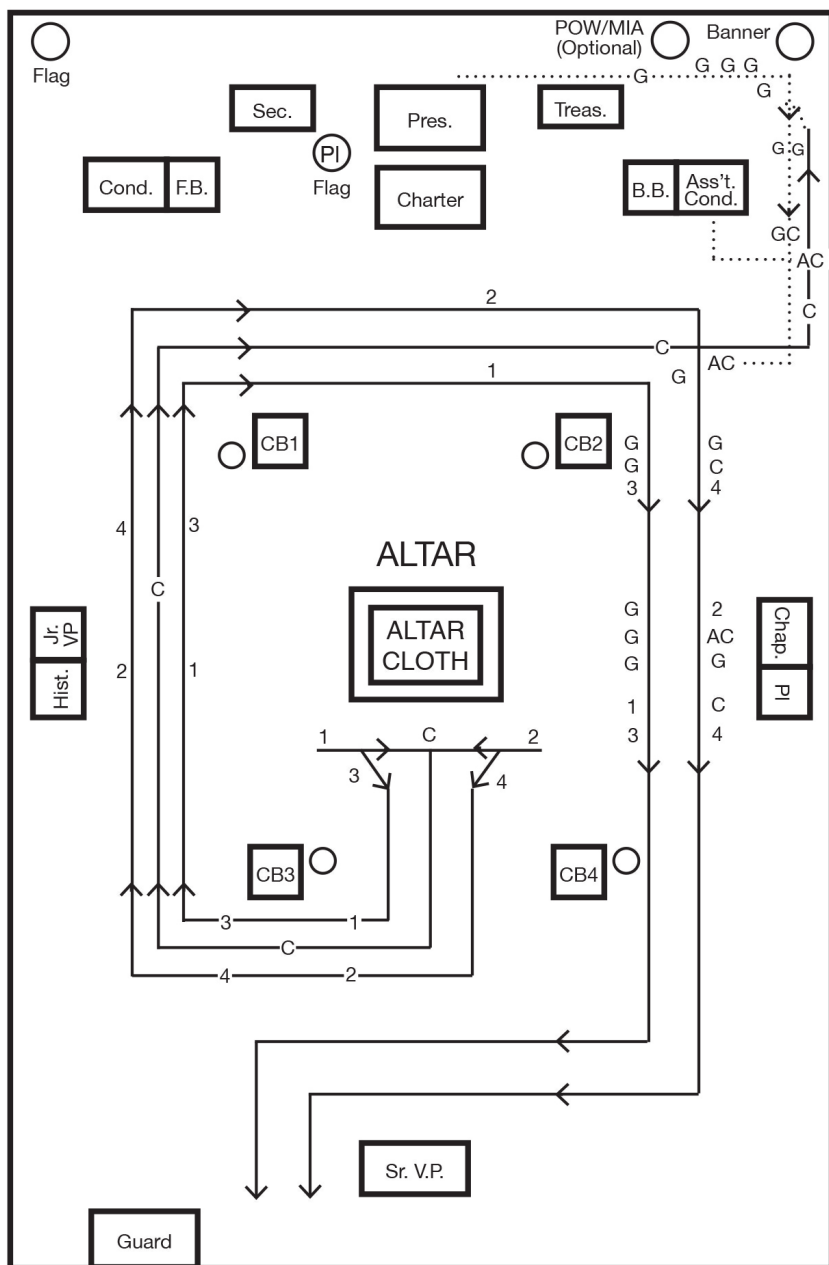 POW/MIA
(Optional)
Banner
Flag
G
G G G
G
Sec.
Pres.
Treas.
PI
Flag
G G
Cond.
F.B.
Charter
B.B.
Ass't.
Cond.
GC
AC
2
C
C
AC
1
G
CB1
CB2
G
G
G
C
3
4
4
3
ALTAR
C
ALTAR
CLOTH
Jr.
VP
Hist.
G
2
G
AC
G
G
Chap.
PI
2
1
1
C
3
4
1
C
2
3
4
CB3
CB4
3
1
C
4
2
Sr. V.P.
Guard